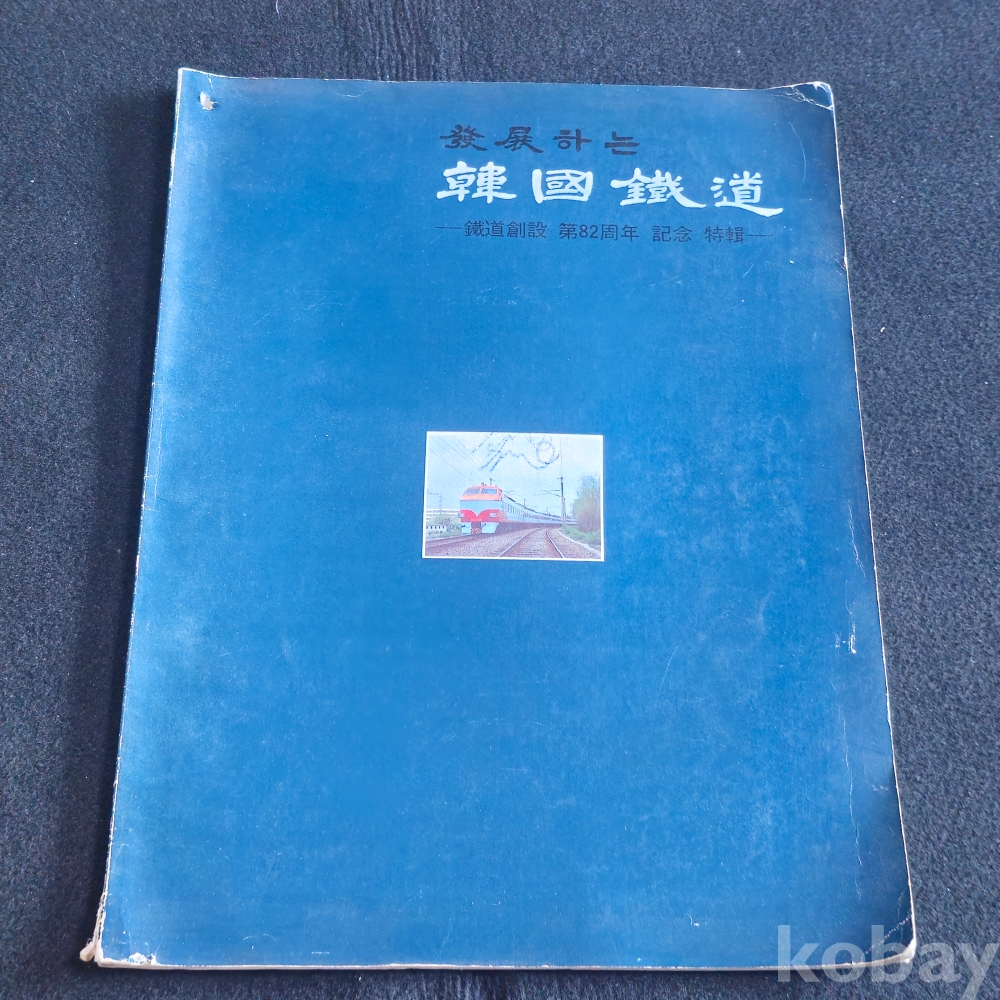 發展하는
韓國鐵道
―鐵道創設 第82周年 記念 特輯―
kobay